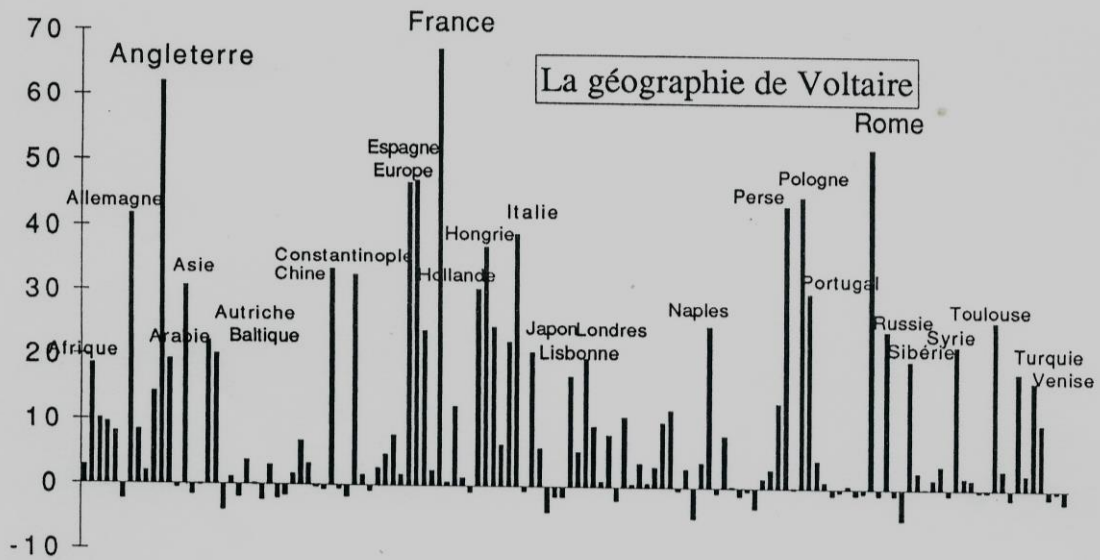 70
France
Angleterre
La géographie de Voltaire
60
Rome
50
Espagne
Europe
Pologne
Allemagne
Perse
40
Italie
Hongrie
Constantinople
Asie
Chine
Hollande
30
Portugal
Autriche
Naples
Toulouse
Arabie
Baltique
Japon
Londres
Russie
Syrie
20
Afrique
Lisbonne
Sibérie
Turquie
Venise
10
0
-10